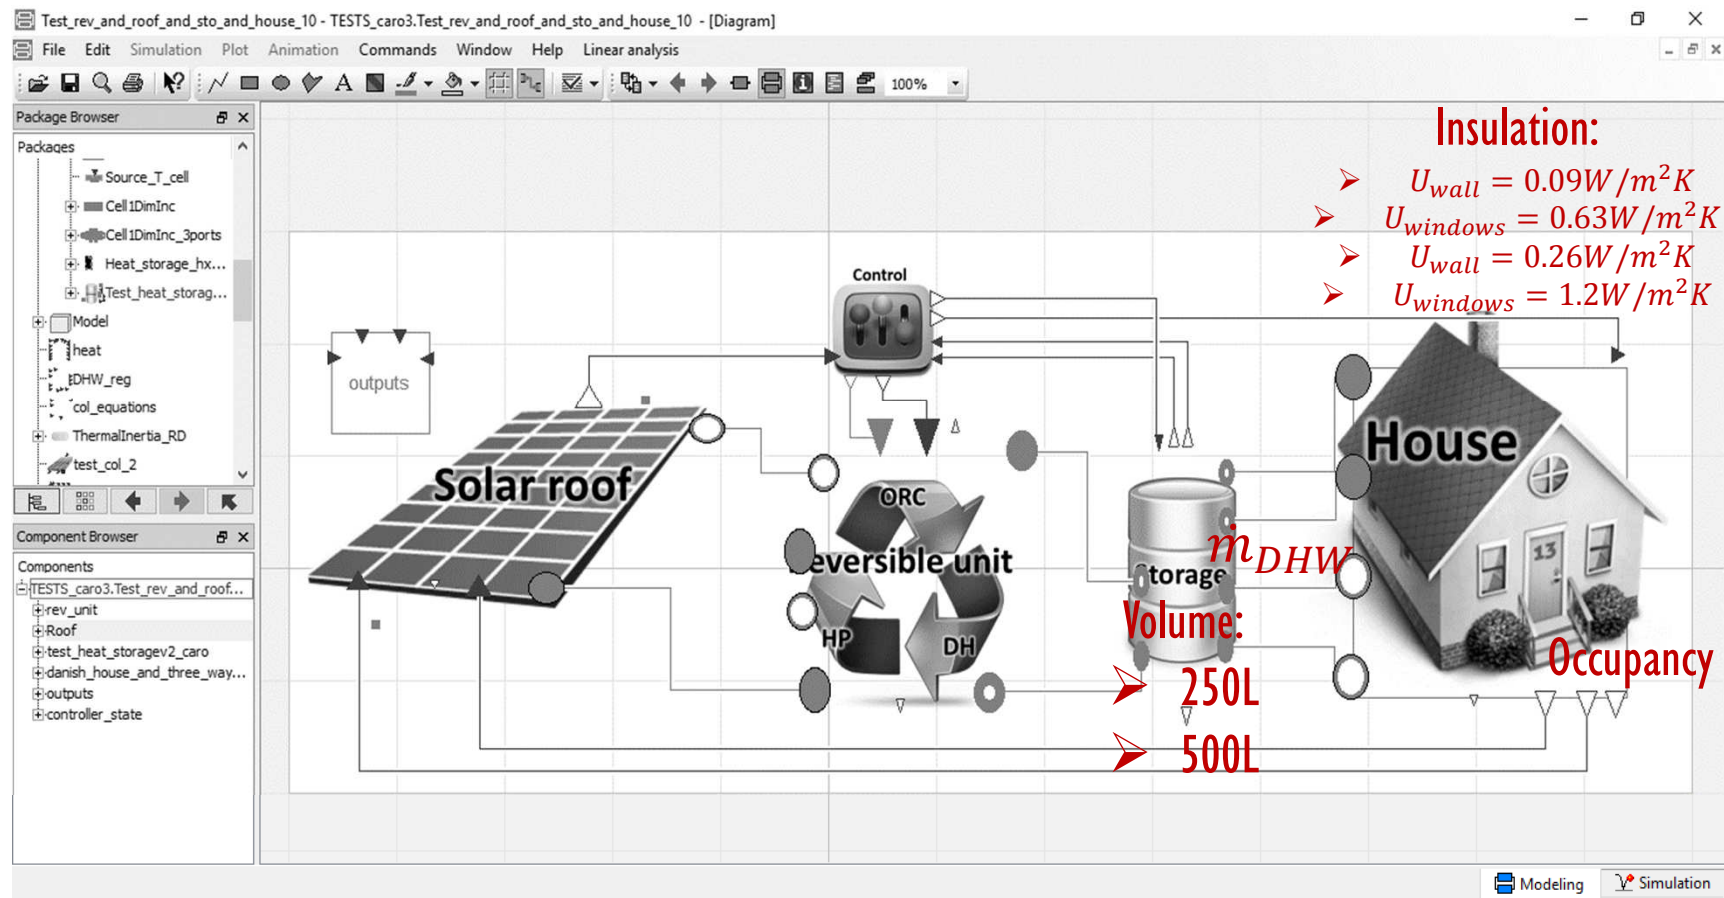 Test_rev_and_roof_and_sto_and_house_10 - TESTS_caro3.Test_rev_and_roof_and_sto_and_house_10 - [Diagram]
File Edit Simulation Plot Animation Commands Window Help Linear analysis
100%
Package Browser
Packages
Source_T_cell
Cell1DimInc
Cell1DimInc_3ports
Heat_storage_hx...
Test_heat_storag...
Model
heat
DHW_reg
col_equations
ThermalInertia_RD
test_col_2
Component Browser
Components
TESTS_caro3.Test_rev_and_roof...
rev_unit
Roof
test_heat_storagev2_caro
danish_house_and_three_way...
outputs
controller_state
Insulation:
➢ U_wall = 0.09W/m²K
➢ U_windows = 0.63W/m²K
➢ U_wall = 0.26W/m²K
➢ U_windows = 1.2W/m²K
Control
outputs
Solar roof
ORC
eversible unit
HP
DH
ṁ_DHW
torage
Volume:
➢ 250L
➢ 500L
House
13
Occupancy
Modeling Simulation